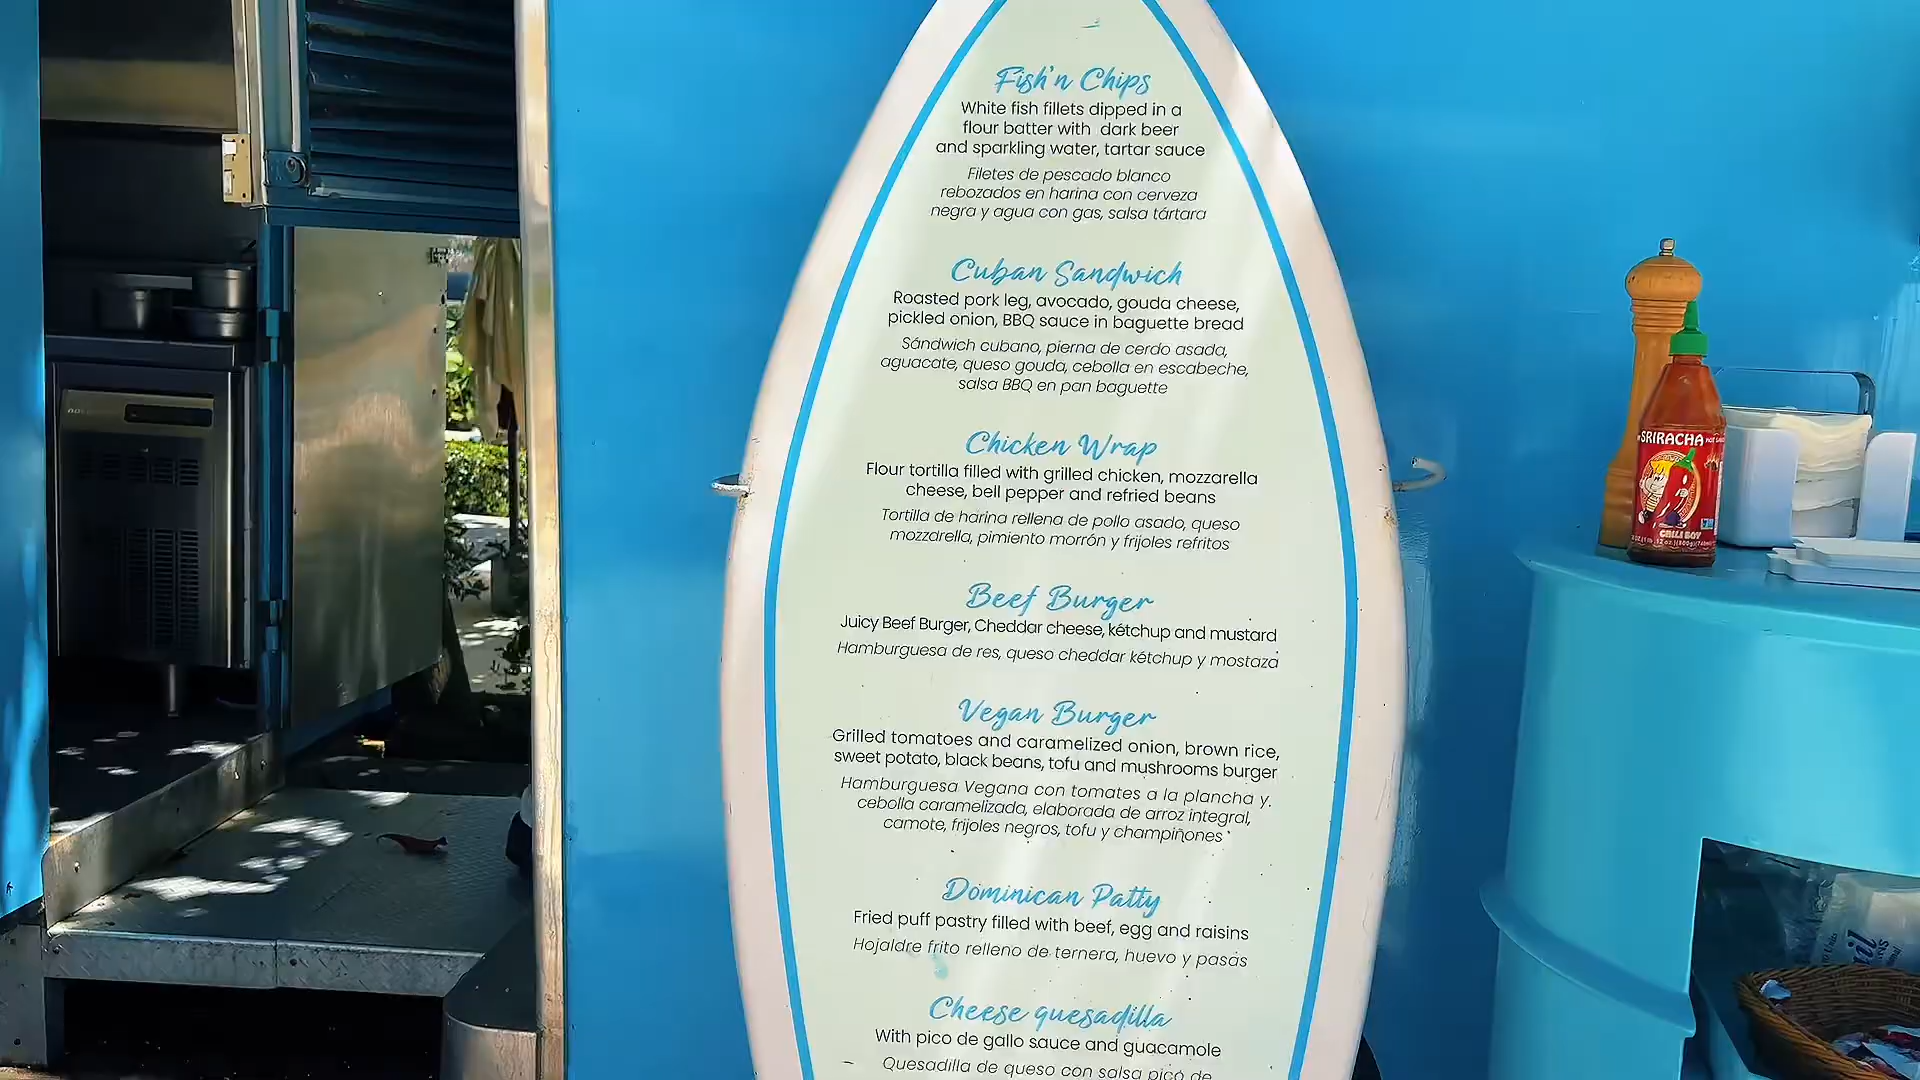 Fish'n Chips
White fish fillets dipped in a
flour batter with dark beer
and sparkling water, tartar sauce
Filetes de pescado blanco
rebozados en harina con cerveza
negra y agua con gas, salsa tártara
Cuban Sandwich
Roasted pork leg, avocado, gouda cheese,
pickled onion, BBQ sauce in baguette bread
Sándwich cubano, pierna de cerdo asada,
aguacate, queso gouda, cebolla en escabeche,
salsa BBQ en pan baguette
Chicken Wrap
Flour tortilla filled with grilled chicken, mozzarella
cheese, bell pepper and refried beans
Tortilla de harina rellena de pollo asado, queso
mozzarella, pimiento morrón y frijoles refritos
Beef Burger
Juicy Beef Burger, Cheddar cheese, kétchup and mustard
Hamburguesa de res, queso cheddar kétchup y mostaza
Vegan Burger
Grilled tomatoes and caramelized onion, brown rice,
sweet potato, black beans, tofu and mushrooms burger
Hamburguesa Vegana con tomates a la plancha y
cebolla caramelizada, elaborada de arroz integral,
camote, frijoles negros, tofu y champiñones
Dominican Patty
Fried puff pastry filled with beef, egg and raisins
Hojaldre frito relleno de ternera, huevo y pasas
Cheese quesadilla
With pico de gallo sauce and guacamole
Quesadilla de queso con salsa pico de
SRIRACHA